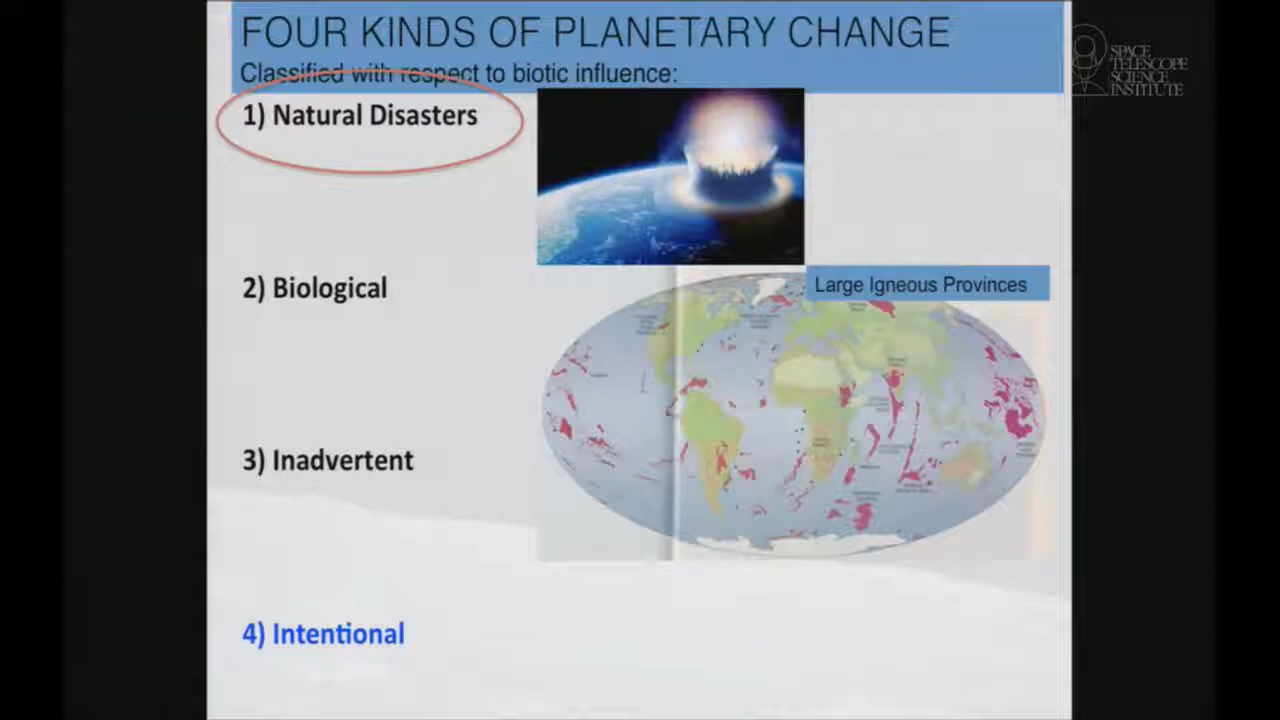 FOUR KINDS OF PLANETARY CHANGE
Classified with respect to biotic influence:
1) Natural Disasters
2) Biological
Large Igneous Provinces
3) Inadvertent
4) Intentional
SPACE
TELESCOPE
SCIENCE
INSTITUTE